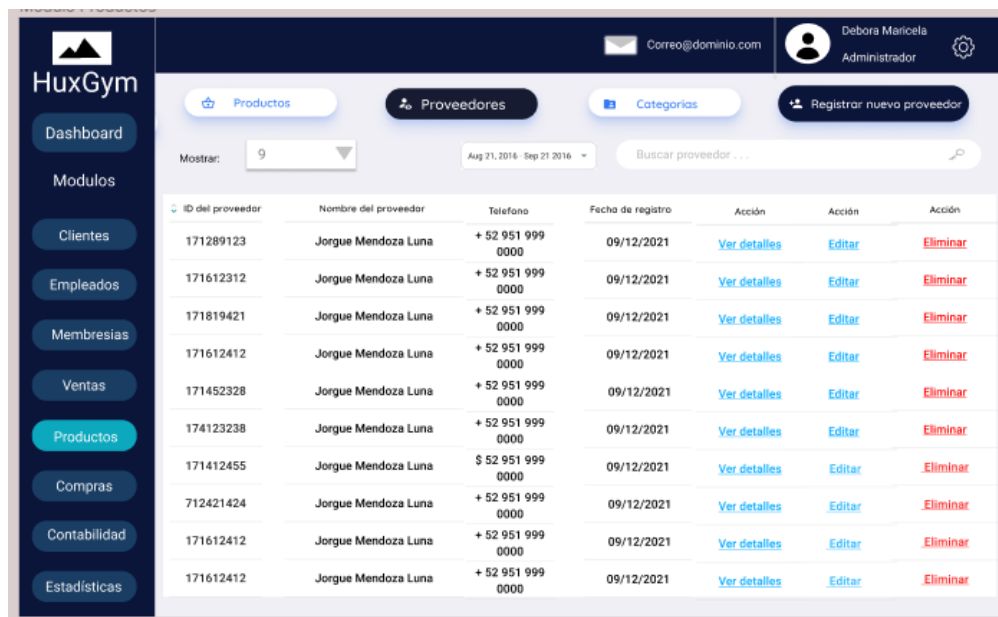 Modulo Productos
HuxGym
Correo@dominio.com
Debora Maricela
Administrador
Productos
Proveedores
Categorias
Registrar nuevo proveedor
Dashboard
Modulos
Clientes
Empleados
Membresias
Ventas
Productos
Compras
Contabilidad
Estadísticas
Mostrar: 9
Aug 21, 2016 - Sep 21 2016
Buscar proveedor . . .
ID del proveedor Nombre del proveedor Telefono Fecha de registro Acción Acción Acción
171289123 Jorgue Mendoza Luna + 52 951 999 0000 09/12/2021 Ver detalles Editar Eliminar
171612312 Jorgue Mendoza Luna + 52 951 999 0000 09/12/2021 Ver detalles Editar Eliminar
171819421 Jorgue Mendoza Luna + 52 951 999 0000 09/12/2021 Ver detalles Editar Eliminar
171612412 Jorgue Mendoza Luna + 52 951 999 0000 09/12/2021 Ver detalles Editar Eliminar
171452328 Jorgue Mendoza Luna + 52 951 999 0000 09/12/2021 Ver detalles Editar Eliminar
174123238 Jorgue Mendoza Luna + 52 951 999 0000 09/12/2021 Ver detalles Editar Eliminar
171412455 Jorgue Mendoza Luna $ 52 951 999 0000 09/12/2021 Ver detalles Editar Eliminar
712421424 Jorgue Mendoza Luna + 52 951 999 0000 09/12/2021 Ver detalles Editar Eliminar
171612412 Jorgue Mendoza Luna + 52 951 999 0000 09/12/2021 Ver detalles Editar Eliminar
171612412 Jorgue Mendoza Luna + 52 951 999 0000 09/12/2021 Ver detalles Editar Eliminar